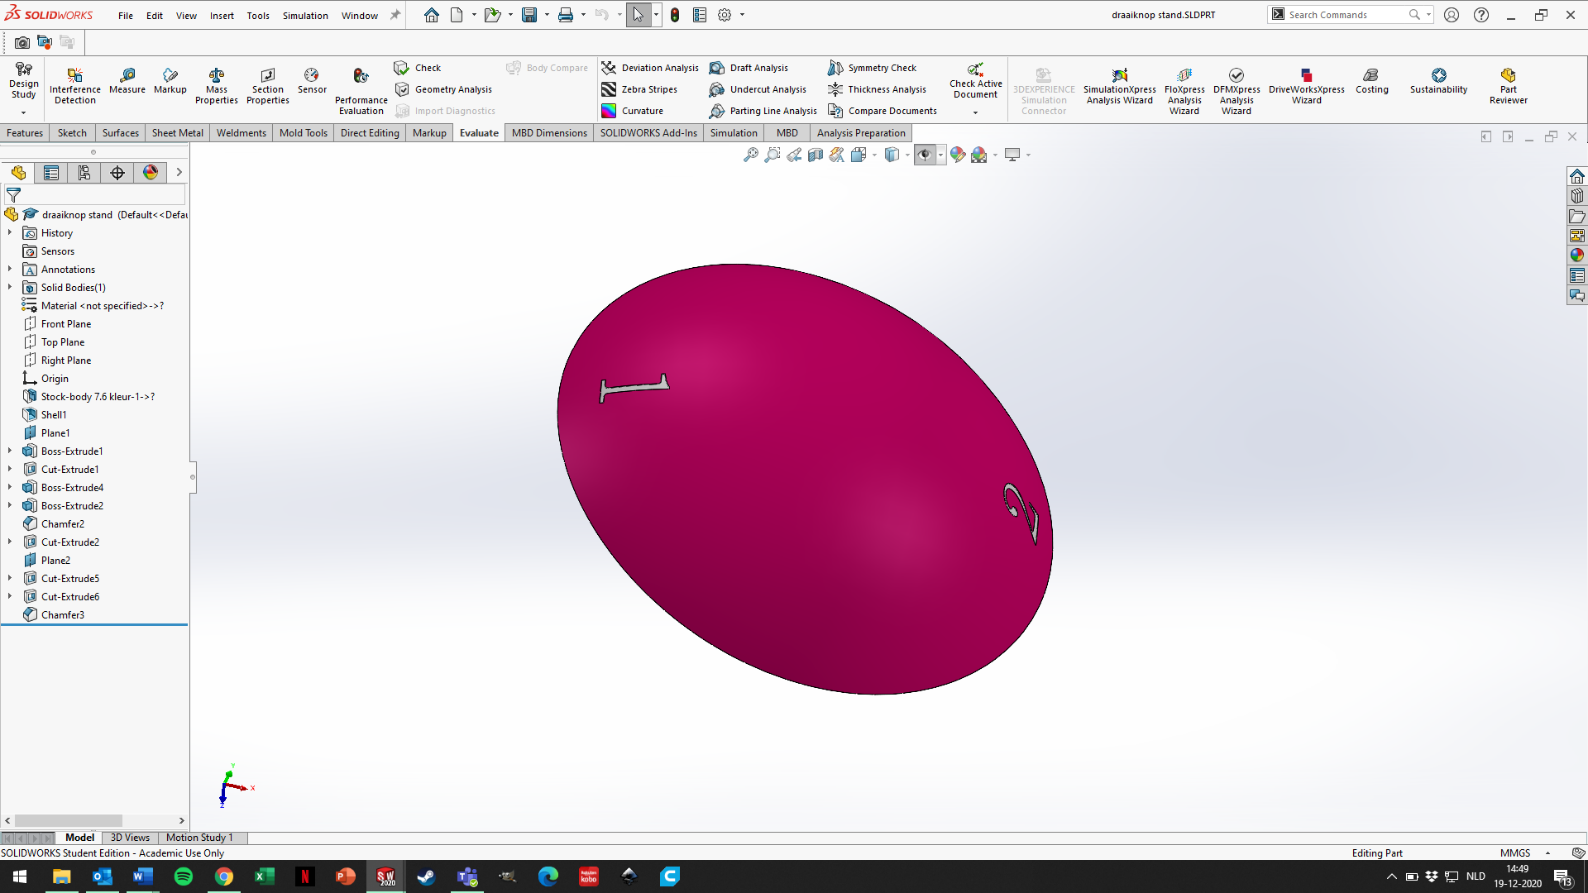 SOLIDWORKS File Edit View Insert Tools Simulation Window draaiknop stand.SLDPRT Search Commands
Design Study
Interference Detection
Measure
Markup
Mass Properties
Section Properties
Sensor
Performance Evaluation
Check
Geometry Analysis
Import Diagnostics
Body Compare
Deviation Analysis
Zebra Stripes
Curvature
Draft Analysis
Undercut Analysis
Parting Line Analysis
Symmetry Check
Thickness Analysis
Compare Documents
Check Active Document
3DEXPERIENCE Simulation Connector
SimulationXpress Analysis Wizard
FloXpress Analysis Wizard
DFMXpress Analysis Wizard
DriveWorksXpress Wizard
Costing
Sustainability
Part Reviewer
Features Sketch Surfaces Sheet Metal Weldments Mold Tools Direct Editing Markup Evaluate MBD Dimensions SOLIDWORKS Add-Ins Simulation MBD Analysis Preparation
draaiknop stand (Default<<Defau
History
Sensors
Annotations
Solid Bodies(1)
Material <not specified>->?
Front Plane
Top Plane
Right Plane
Origin
Stock-body 7.6 kleur-1->?
Shell1
Plane1
Boss-Extrude1
Cut-Extrude1
Boss-Extrude4
Boss-Extrude2
Chamfer2
Cut-Extrude2
Plane2
Cut-Extrude5
Cut-Extrude6
Chamfer3
1
2
Y
X
Z
Model 3D Views Motion Study 1
SOLIDWORKS Student Edition - Academic Use Only Editing Part MMGS
NLD 14:49
19-12-2020
13
SW 2020
Rakuten kobo